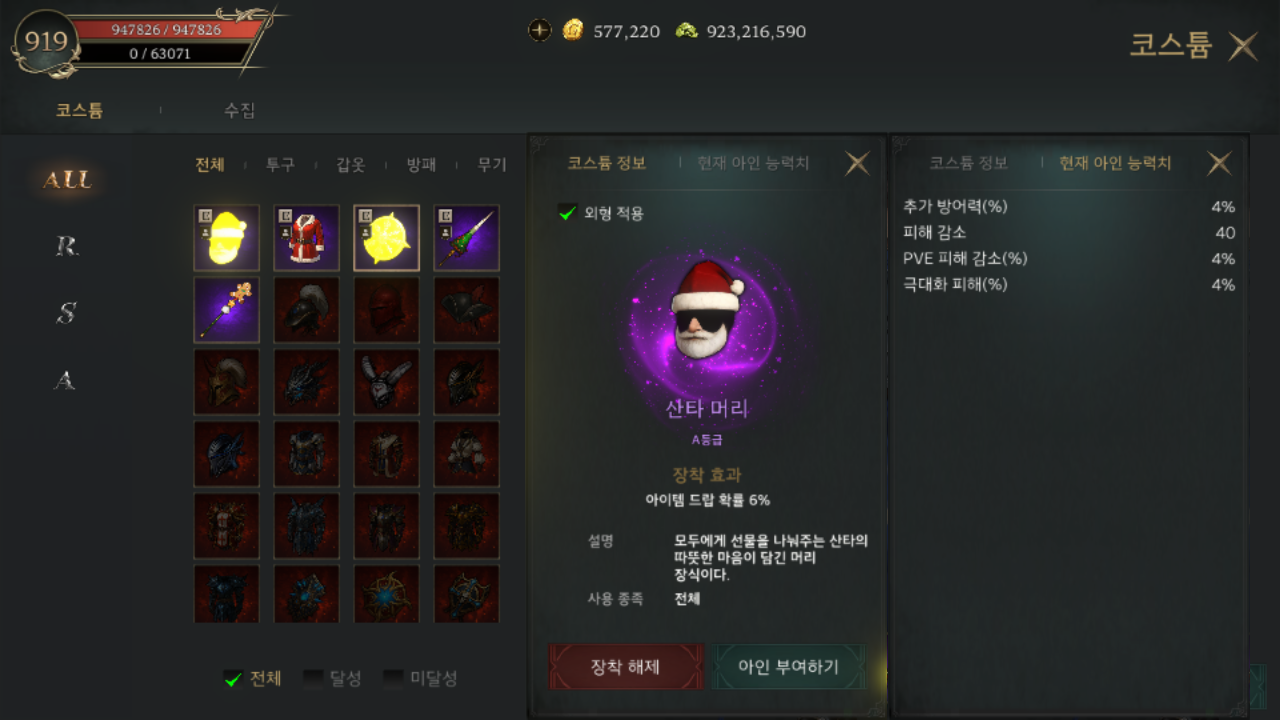 919
947826 / 947826
0 / 63071
577,220
923,216,590
코스튬
코스튬
수집
ALL
R
S
A
전체
투구
갑옷
방패
무기
E
E
E
E
전체
달성
미달성
코스튬 정보
현재 아인 능력치
외형 적용
산타 머리
A등급
장착 효과
아이템 드랍 확률 6%
설명
모두에게 선물을 나눠주는 산타의
따뜻한 마음이 담긴 머리
장식이다.
사용 종족
전체
장착 해제
아인 부여하기
코스튬 정보
현재 아인 능력치
추가 방어력(%) 4%
피해 감소 40
PVE 피해 감소(%) 4%
극대화 피해(%) 4%